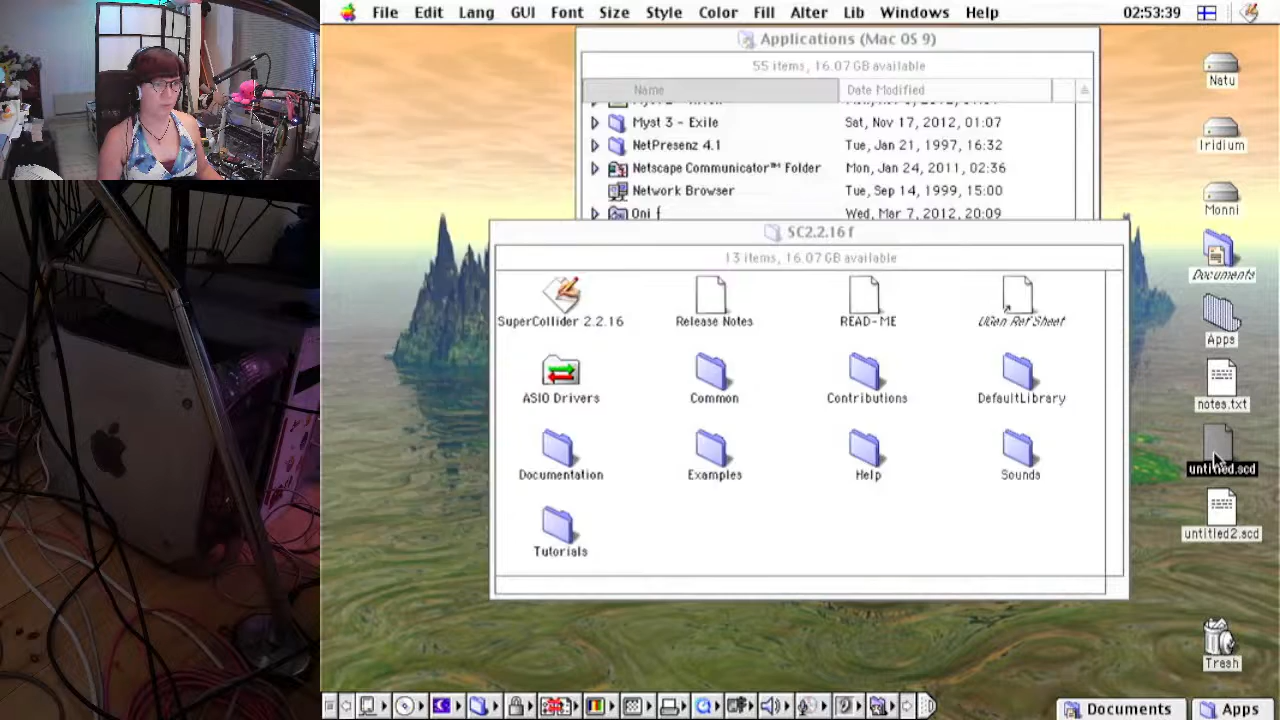 File Edit Lang GUI Font Size Style Color Fill Alter Lib Windows Help 02:53:39
Applications (Mac OS 9)
55 items, 16.07 GB available
Name Date Modified
Myst 3 - Exile Sat, Nov 17, 2012, 01:07
NetPresenz 4.1 Tue, Jan 21, 1997, 16:32
Netscape Communicator™ Folder Mon, Jan 24, 2011, 02:36
Network Browser Tue, Sep 14, 1999, 15:00
Oni ƒ Wed, Mar 7, 2012, 20:09
SC2.2.16 ƒ
13 items, 16.07 GB available
SuperCollider 2.2.16 Release Notes READ-ME UGen Ref Sheet
ASIO Drivers Common Contributions DefaultLibrary
Documentation Examples Help Sounds
Tutorials
Natu
Iridium
Monni
Documents
Apps
notes.txt
untitled.scd
untitled2.scd
Trash
Documents Apps